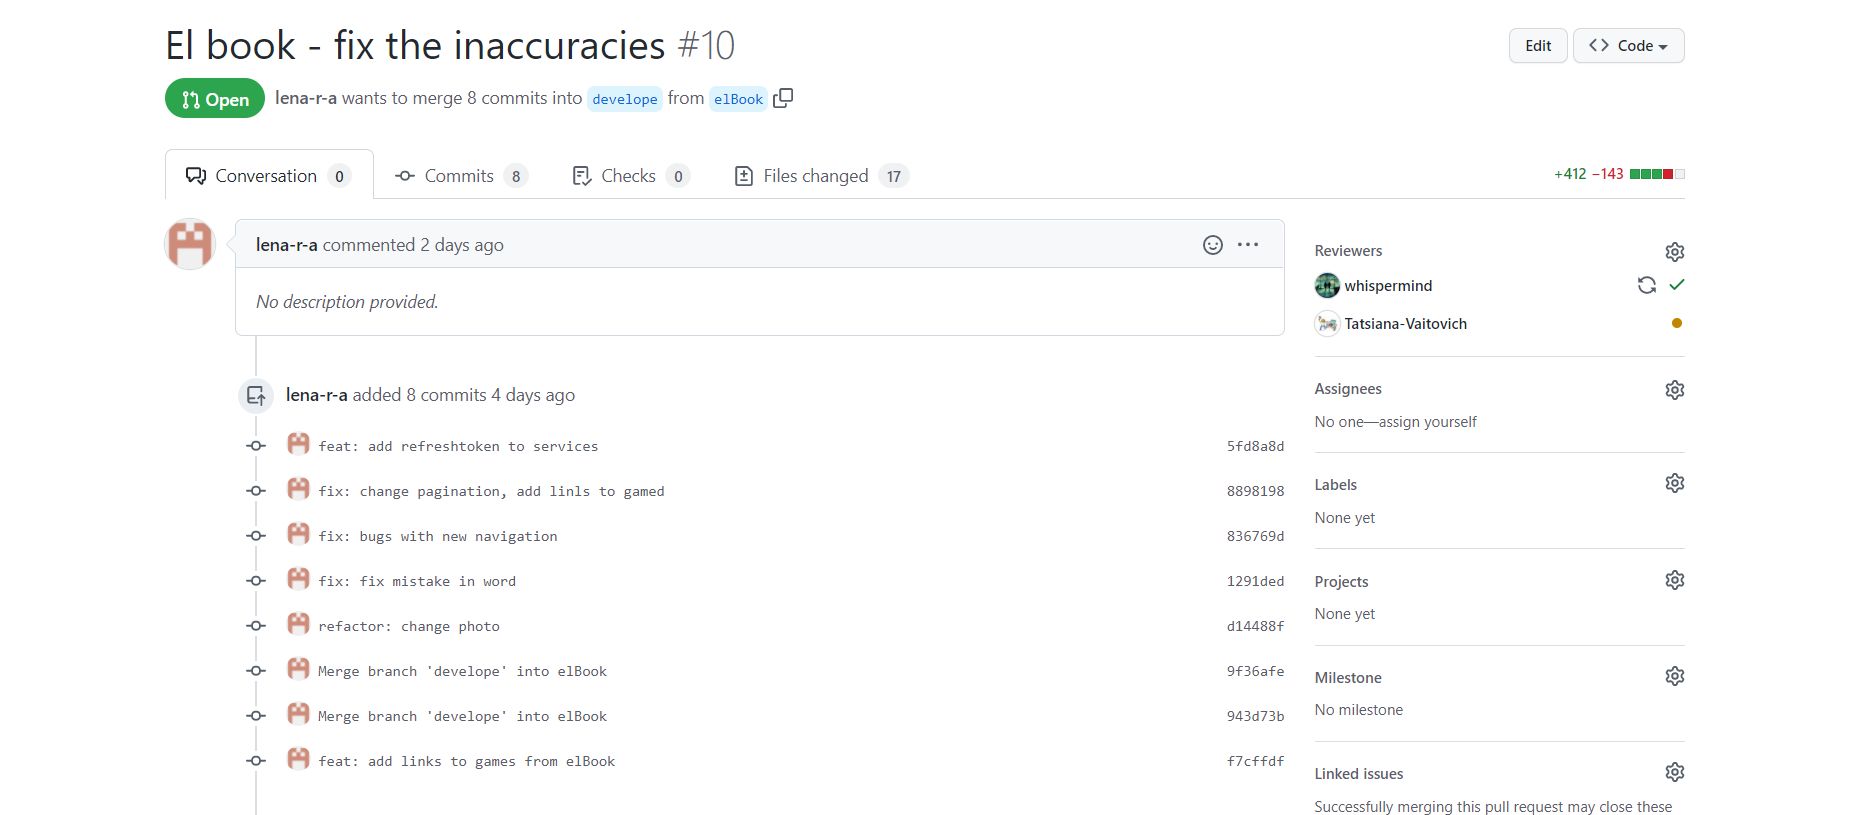 El book - fix the inaccuracies #10
Edit
Code
Open
lena-r-a wants to merge 8 commits into develope from elBook
Conversation 0
Commits 8
Checks 0
Files changed 17
+412 −143
lena-r-a commented 2 days ago
No description provided.
lena-r-a added 8 commits 4 days ago
feat: add refreshtoken to services 5fd8a8d
fix: change pagination, add linls to gamed 8898198
fix: bugs with new navigation 836769d
fix: fix mistake in word 1291ded
refactor: change photo d14488f
Merge branch 'develope' into elBook 9f36afe
Merge branch 'develope' into elBook 943d73b
feat: add links to games from elBook f7cffdf
Reviewers
whispermind
Tatsiana-Vaitovich
Assignees
No one—assign yourself
Labels
None yet
Projects
None yet
Milestone
No milestone
Linked issues
Successfully merging this pull request may close these